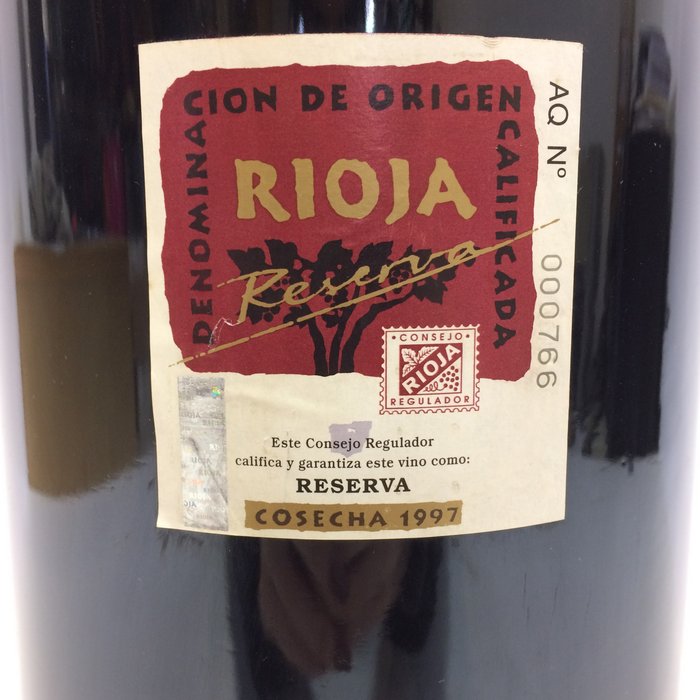 DENOMINACION DE ORIGEN CALIFICADA
RIOJA
Reserva
AQ Nº 000766
CONSEJO
RIOJA
REGULADOR
Este Consejo Regulador
califica y garantiza este vino como:
RESERVA
COSECHA 1997